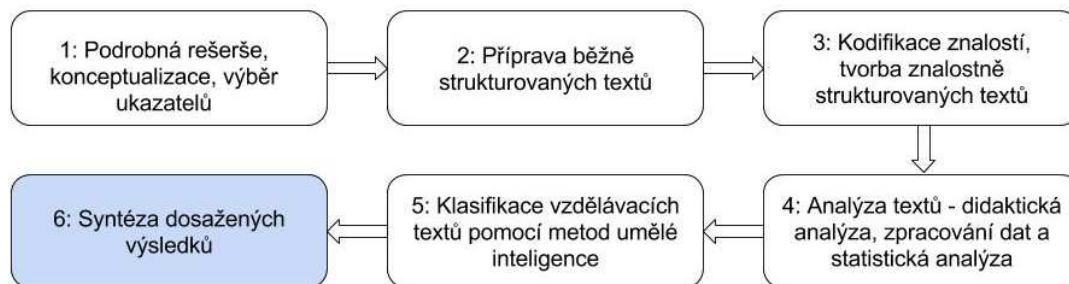 1: Podrobná rešerše,
konceptualizace, výběr
ukazatelů
2: Příprava běžně
strukturovaných textů
3: Kodifikace znalostí,
tvorba znalostně
strukturovaných textů
4: Analýza textů - didaktická
analýza, zpracování dat a
statistická analýza
5: Klasifikace vzdělávacích
textů pomocí metod umělé
inteligence
6: Syntéza dosažených
výsledků